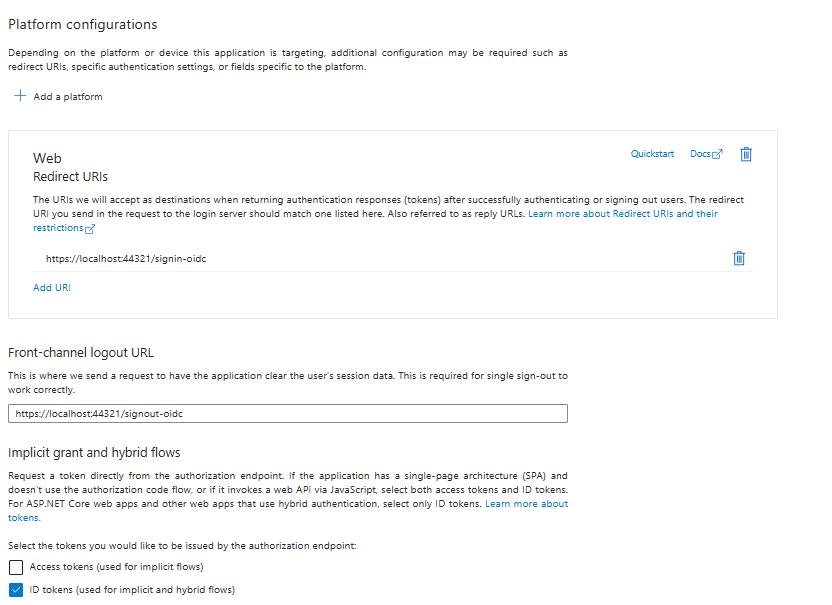 Platform configurations
Depending on the platform or device this application is targeting, additional configuration may be required such as
redirect URIs, specific authentication settings, or fields specific to the platform.
Add a platform
Quickstart Docs
Web
Redirect URIs
The URIs we will accept as destinations when returning authentication responses (tokens) after successfully authenticating or signing out users. The redirect
URI you send in the request to the login server should match one listed here. Also referred to as reply URLs. Learn more about Redirect URIs and their
restrictions
https://localhost:44321/signin-oidc
Add URI
Front-channel logout URL
This is where we send a request to have the application clear the user's session data. This is required for single sign-out to
work correctly.
https://localhost:44321/signout-oidc
Implicit grant and hybrid flows
Request a token directly from the authorization endpoint. If the application has a single-page architecture (SPA) and
doesn't use the authorization code flow, or if it invokes a web API via JavaScript, select both access tokens and ID tokens.
For ASP.NET Core web apps and other web apps that use hybrid authentication, select only ID tokens. Learn more about
tokens.
Select the tokens you would like to be issued by the authorization endpoint:
Access tokens (used for implicit flows)
ID tokens (used for implicit and hybrid flows)